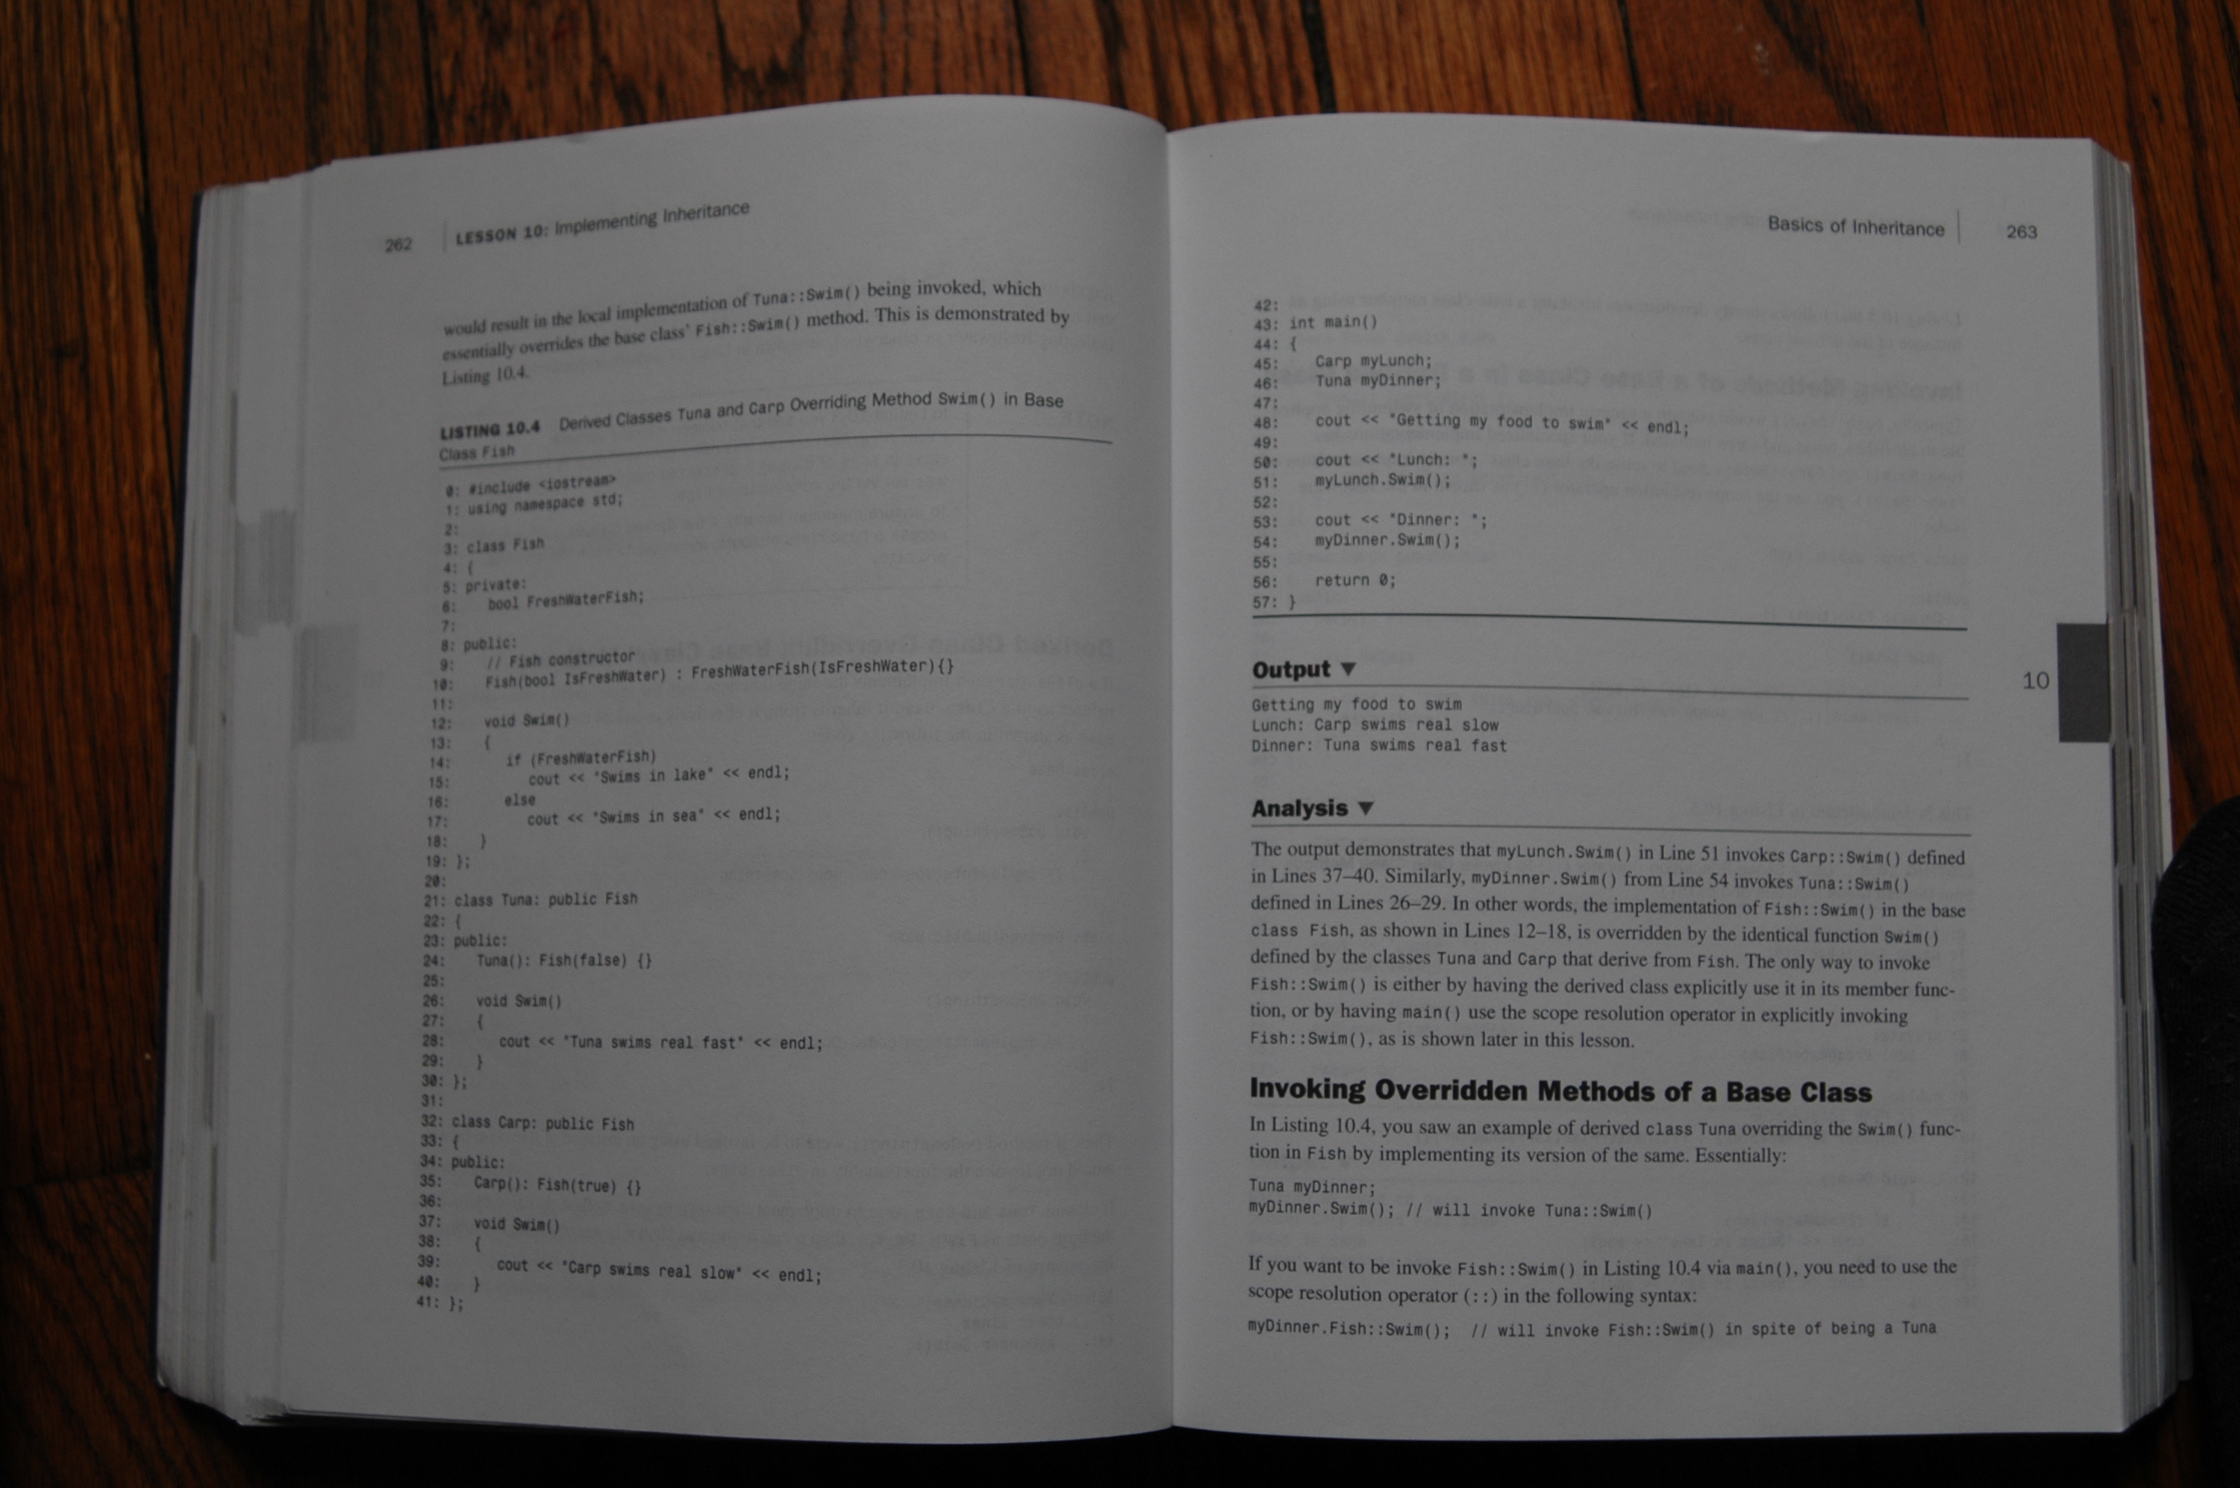 262 LESSON 10: Implementing Inheritance
would result in the local implementation of Tuna::Swim() being invoked, which
essentially overrides the base class' Fish::Swim() method. This is demonstrated by
Listing 10.4.
LISTING 10.4 Derived Classes Tuna and Carp Overriding Method Swim() in Base
Class Fish
0: #include <iostream>
1: using namespace std;
2:
3: class Fish
4: {
5: private:
6:    bool FreshWaterFish;
7:
8: public:
9:    // Fish constructor
10:    Fish(bool IsFreshWater) : FreshWaterFish(IsFreshWater){}
11:
12:    void Swim()
13:    {
14:       if (FreshWaterFish)
15:          cout << "Swims in lake" << endl;
16:       else
17:          cout << "Swims in sea" << endl;
18:    }
19: };
20:
21: class Tuna: public Fish
22: {
23: public:
24:    Tuna(): Fish(false) {}
25:
26:    void Swim()
27:    {
28:       cout << "Tuna swims real fast" << endl;
29:    }
30: };
31:
32: class Carp: public Fish
33: {
34: public:
35:    Carp(): Fish(true) {}
36:
37:    void Swim()
38:    {
39:       cout << "Carp swims real slow" << endl;
40:    }
41: };
Basics of Inheritance 263
42:
43: int main()
44: {
45:    Carp myLunch;
46:    Tuna myDinner;
47:
48:    cout << "Getting my food to swim" << endl;
49:
50:    cout << "Lunch: ";
51:    myLunch.Swim();
52:
53:    cout << "Dinner: ";
54:    myDinner.Swim();
55:
56:    return 0;
57: }
10
Output ▼
Getting my food to swim
Lunch: Carp swims real slow
Dinner: Tuna swims real fast
Analysis ▼
The output demonstrates that myLunch.Swim() in Line 51 invokes Carp::Swim() defined
in Lines 37–40. Similarly, myDinner.Swim() from Line 54 invokes Tuna::Swim()
defined in Lines 26–29. In other words, the implementation of Fish::Swim() in the base
class Fish, as shown in Lines 12–18, is overridden by the identical function Swim()
defined by the classes Tuna and Carp that derive from Fish. The only way to invoke
Fish::Swim() is either by having the derived class explicitly use it in its member func-
tion, or by having main() use the scope resolution operator in explicitly invoking
Fish::Swim(), as is shown later in this lesson.
Invoking Overridden Methods of a Base Class
In Listing 10.4, you saw an example of derived class Tuna overriding the Swim() func-
tion in Fish by implementing its version of the same. Essentially:
Tuna myDinner;
myDinner.Swim(); // will invoke Tuna::Swim()
If you want to be invoke Fish::Swim() in Listing 10.4 via main(), you need to use the
scope resolution operator (::) in the following syntax:
myDinner.Fish::Swim(); // will invoke Fish::Swim() in spite of being a Tuna